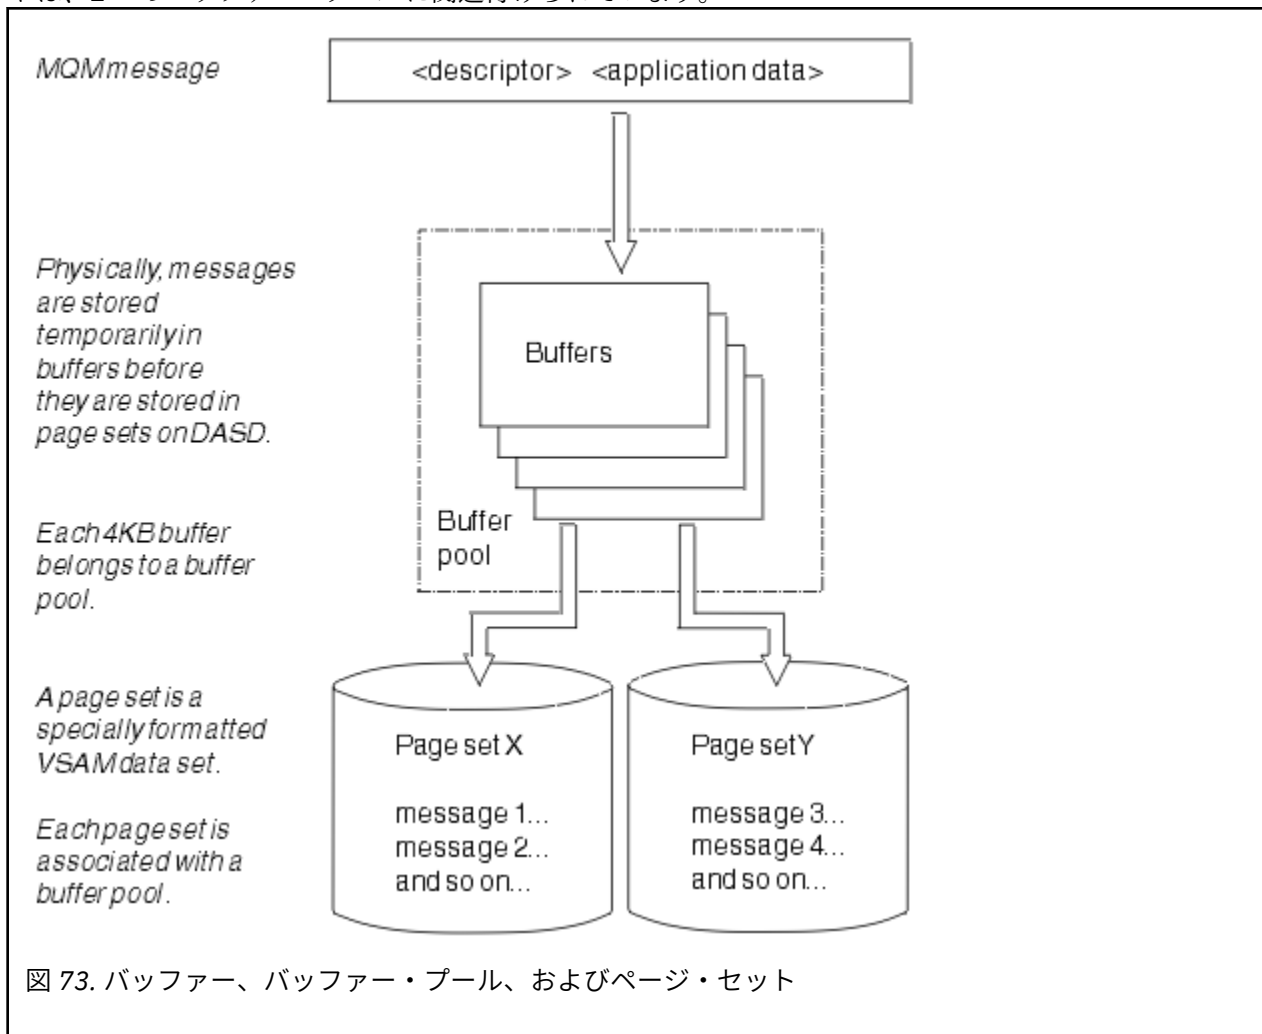 MQM message
<descriptor> <application data>
Physically, messages
are stored
temporarily in
buffers before
they are stored in
page sets on DASD.
Buffers
Each 4KB buffer
belongs to a buffer
pool.
Buffer
pool
A page set is a
specially formatted
VSAM data set.
Each page set is
associated with a
buffer pool.
Page set X
message 1...
message 2...
and so on...
Page set Y
message 3...
message 4...
and so on...
図 73. バッファー、バッファー・プール、およびページ・セット